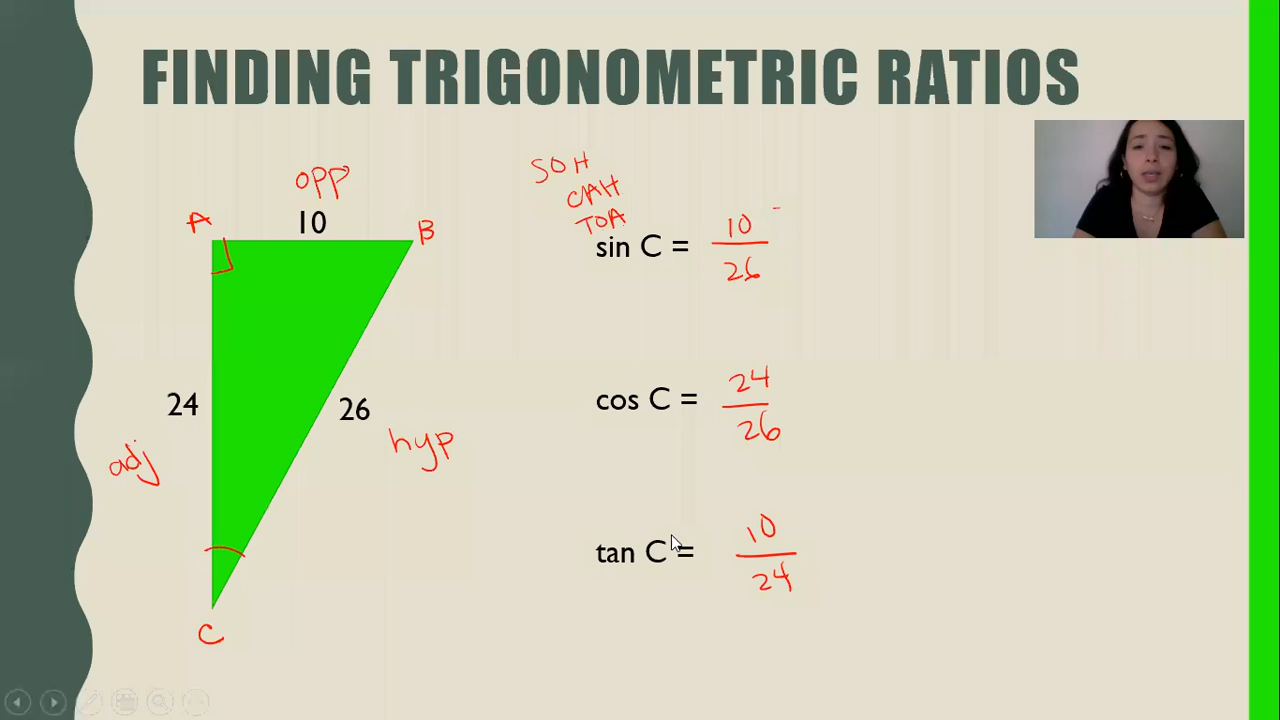 FINDING TRIGONOMETRIC RATIOS
opp
A
10
B
24
adj
26
hyp
C
SOH
CAH
TOA
sin C = 10/26
cos C = 24/26
tan C = 10/24